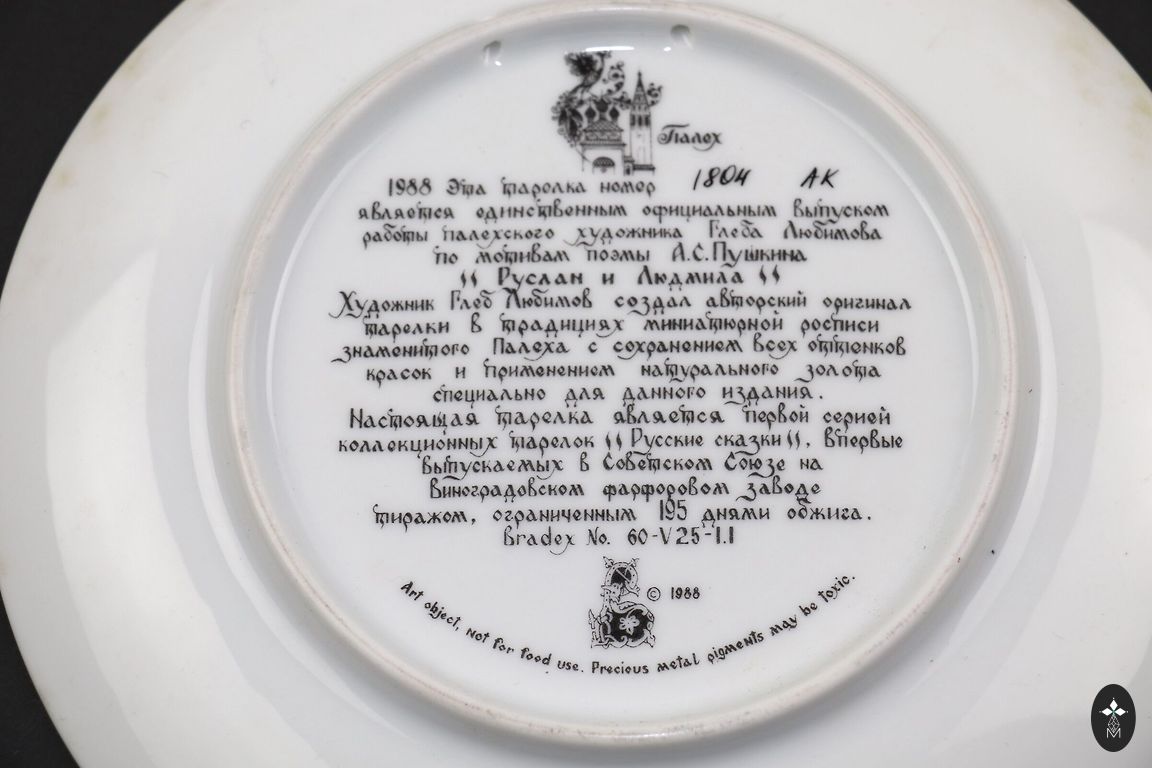 Палех
1988 Эта тарелка номер 1804 АК
является единственным официальным выпуском
работы палехского художника Глеба Любимова
по мотивам поэмы А.С.Пушкина
" Руслан и Людмила "
Художник Глеб Любимов создал авторский оригинал
тарелки в традициях миниатюрной росписи
знаменитого Палеха с сохранением всех оттенков
красок и применением натурального золота
специально для данного издания.
Настоящая тарелка является первой серией
коллекционных тарелок " Русские сказки ", впервые
выпускаемых в Советском Союзе на
Виноградовском фарфоровом заводе
тиражом, ограниченным 195 днями обжига.
Bradex No. 60-V25-1.1
© 1988
Art object, not for food use. Precious metal pigments may be toxic.
M